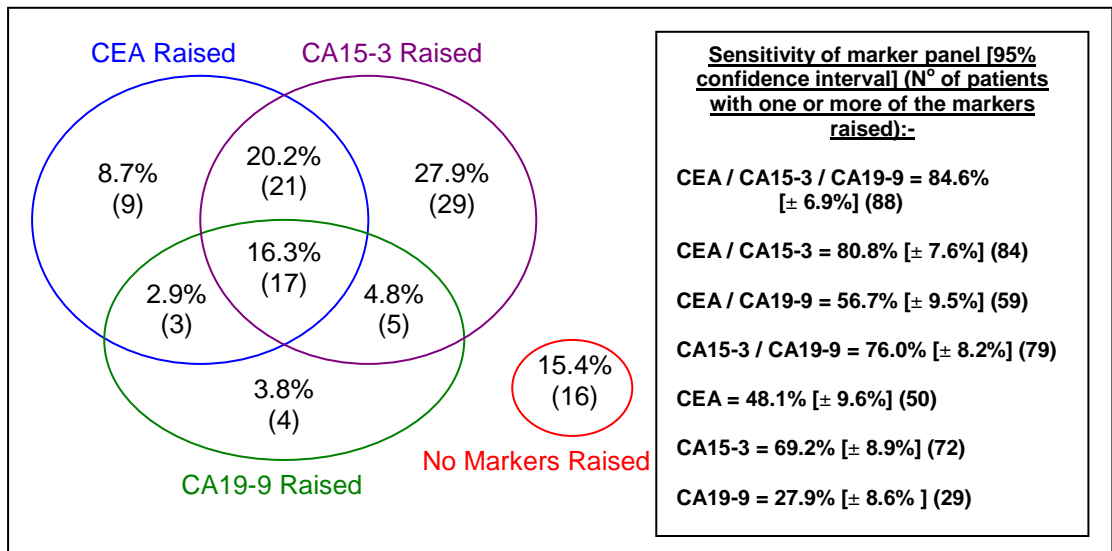 CEA Raised
CA15-3 Raised
8.7%
(9)
20.2%
(21)
27.9%
(29)
16.3%
(17)
2.9%
(3)
4.8%
(5)
3.8%
(4)
CA19-9 Raised
15.4%
(16)
No Markers Raised
Sensitivity of marker panel [95%
confidence interval] (Nº of patients
with one or more of the markers
raised):-
CEA / CA15-3 / CA19-9 = 84.6%
[± 6.9%] (88)
CEA / CA15-3 = 80.8% [± 7.6%] (84)
CEA / CA19-9 = 56.7% [± 9.5%] (59)
CA15-3 / CA19-9 = 76.0% [± 8.2%] (79)
CEA = 48.1% [± 9.6%] (50)
CA15-3 = 69.2% [± 8.9%] (72)
CA19-9 = 27.9% [± 8.6% ] (29)